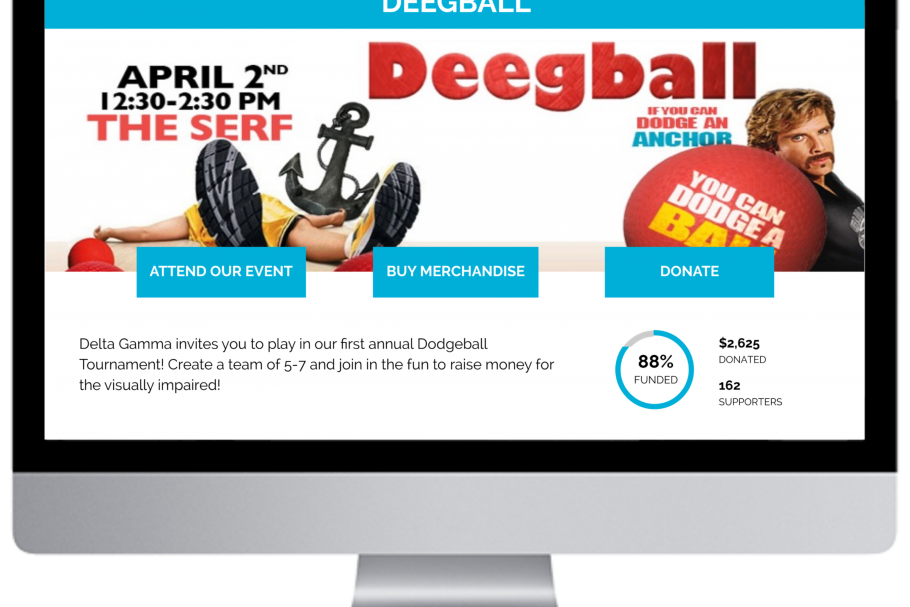 DEEGBALL
APRIL 2ND
12:30-2:30 PM
THE SERF
Deegball
IF YOU CAN
DODGE AN
ANCHOR
YOU CAN
DODGE A
BALL
ATTEND OUR EVENT
BUY MERCHANDISE
DONATE
Delta Gamma invites you to play in our first annual Dodgeball
Tournament! Create a team of 5-7 and join in the fun to raise money for
the visually impaired!
88%
FUNDED
$2,625
DONATED
162
SUPPORTERS